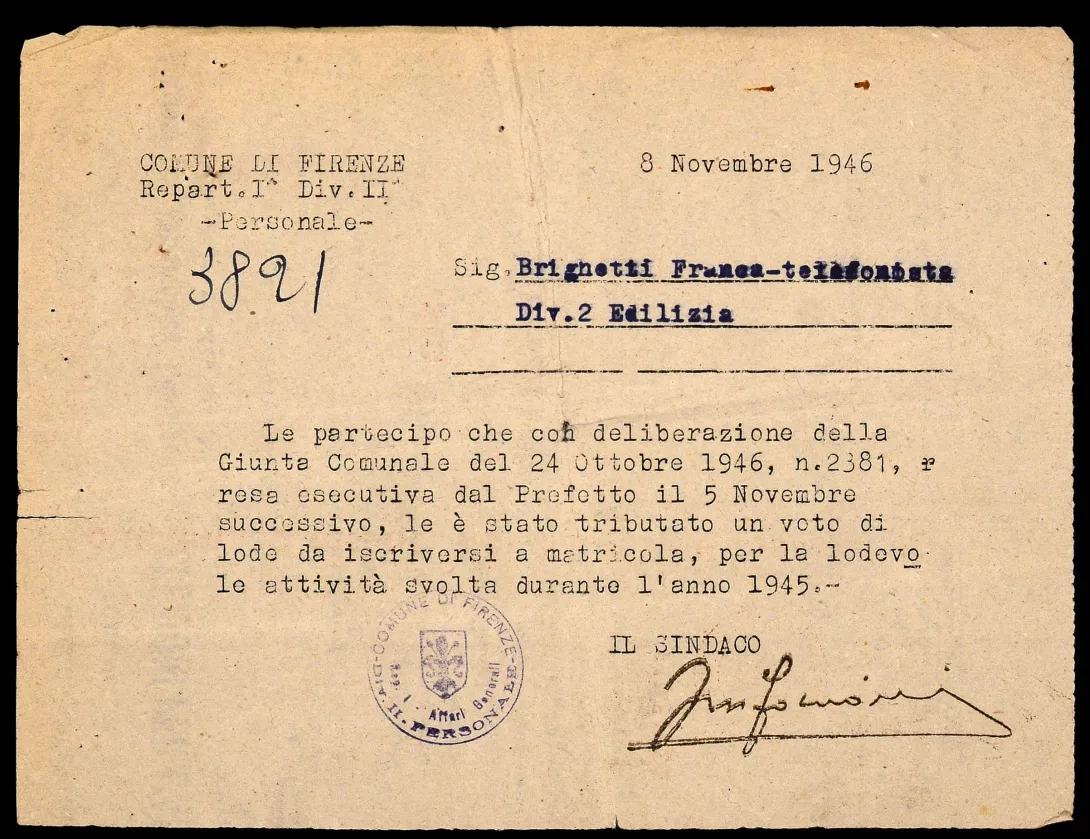 COMUNE DI FIRENZE
Repart.Iª Div.IIª
-Personale-
3821
8 Novembre 1946
Sig. Brighetti Franca-telefonista
Div.2 Edilizia
Le partecipo che con deliberazione della
Giunta Comunale del 24 Ottobre 1946, n.2381, r
resa esecutiva dal Prefetto il 5 Novembre
successivo, le è stato tributato un voto di
lode da iscriversi a matricola, per la lodevo
le attività svolta durante l'anno 1945.-
IL SINDACO
-COMUNE DI FIRENZE-
Rep. I - Affari Generali
DIV. II. PERSONALE